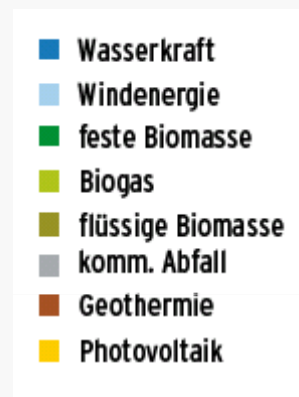 Wasserkraft
Windenergie
feste Biomasse
Biogas
flüssige Biomasse
komm. Abfall
Geothermie
Photovoltaik